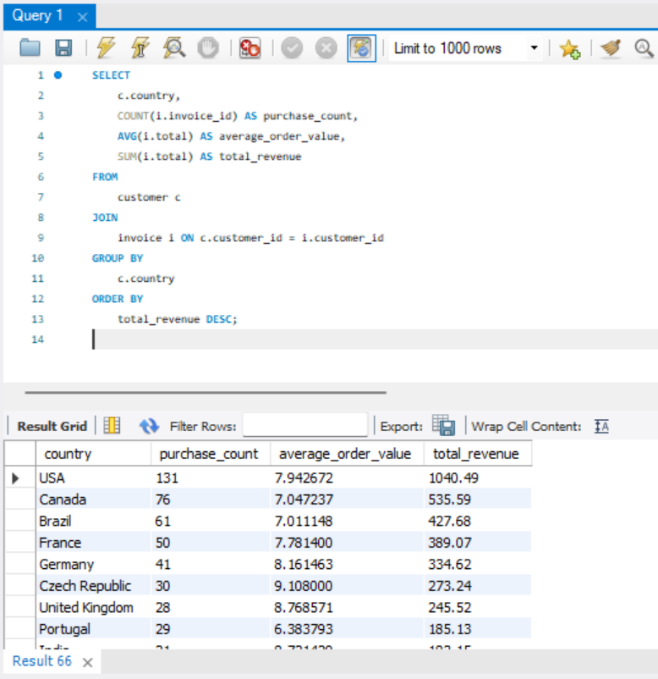 Query 1
Limit to 1000 rows
1 SELECT
2 c.country,
3 COUNT(i.invoice_id) AS purchase_count,
4 AVG(i.total) AS average_order_value,
5 SUM(i.total) AS total_revenue
6 FROM
7 customer c
8 JOIN
9 invoice i ON c.customer_id = i.customer_id
10 GROUP BY
11 c.country
12 ORDER BY
13 total_revenue DESC;
14
Result Grid Filter Rows: Export: Wrap Cell Content: IA
country purchase_count average_order_value total_revenue
USA 131 7.942672 1040.49
Canada 76 7.047237 535.59
Brazil 61 7.011148 427.68
France 50 7.781400 389.07
Germany 41 8.161463 334.62
Czech Republic 30 9.108000 273.24
United Kingdom 28 8.768571 245.52
Portugal 29 6.383793 185.13
India 21
Result 66